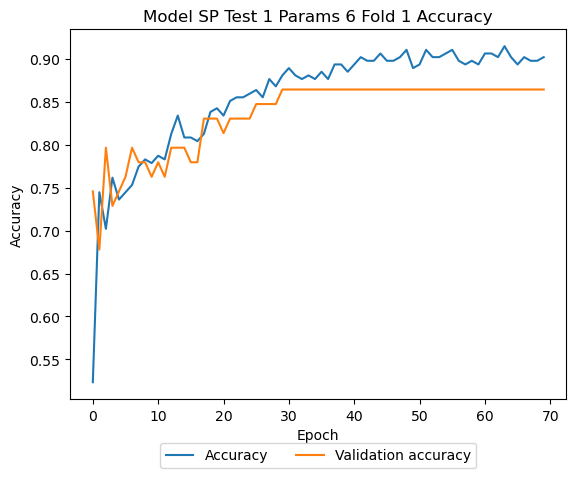 Model SP Test 1 Params 6 Fold 1 Accuracy
0.90
0.85
0.80
0.75
0.70
0.65
0.60
0.55
Accuracy
0 10 20 30 40 50 60 70
Epoch
Accuracy Validation accuracy